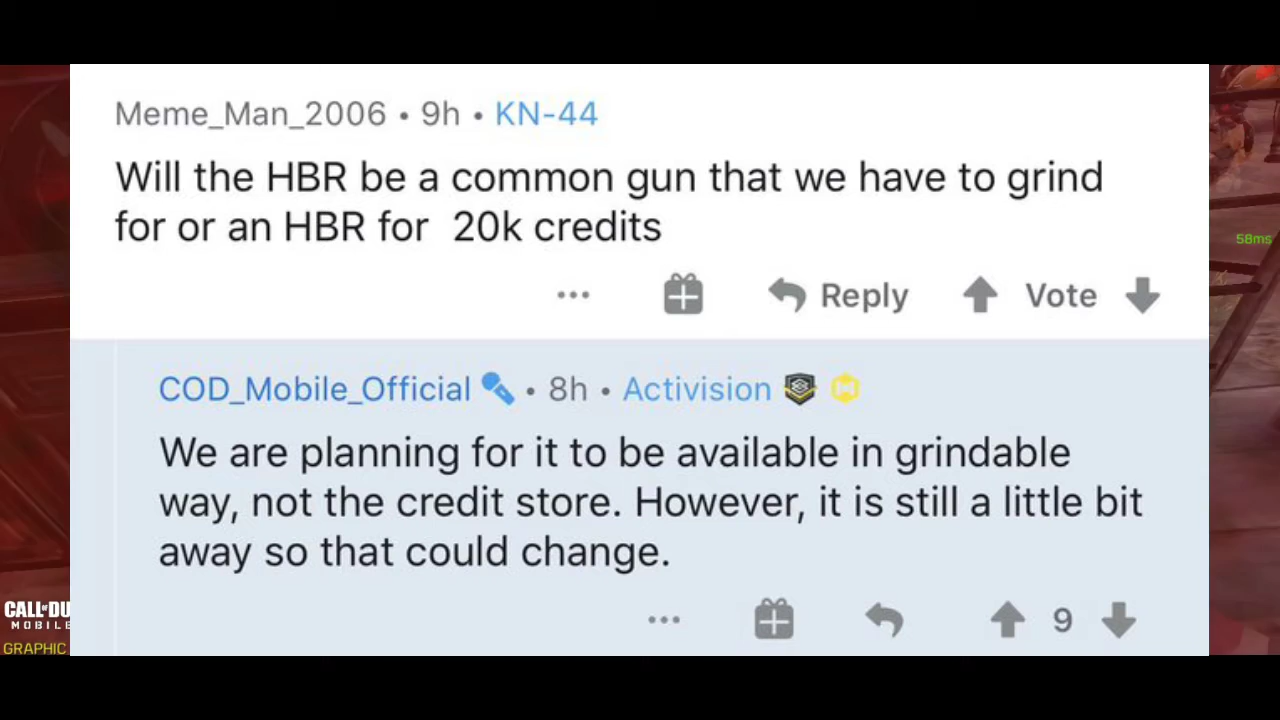 Meme_Man_2006 • 9h • KN-44
Will the HBR be a common gun that we have to grind
for or an HBR for 20k credits
58ms
... Reply Vote
COD_Mobile_Official • 8h • Activision
We are planning for it to be available in grindable
way, not the credit store. However, it is still a little bit
away so that could change.
CALL OF DU
MOBILE
... 9
GRAPHIC